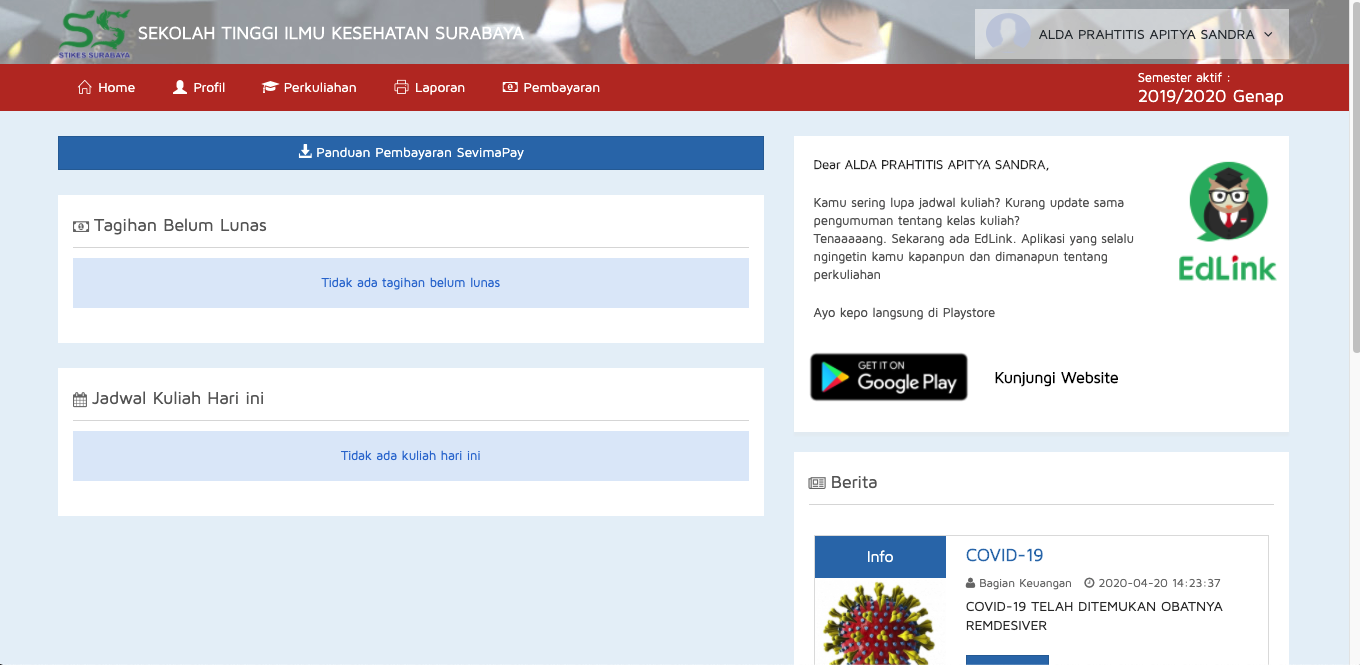 STIKES SURABAYA
SEKOLAH TINGGI ILMU KESEHATAN SURABAYA
ALDA PRAHTITIS APITYA SANDRA
Home
Profil
Perkuliahan
Laporan
Pembayaran
Semester aktif :
2019/2020 Genap
Panduan Pembayaran SevimaPay
Tagihan Belum Lunas
Tidak ada tagihan belum lunas
Jadwal Kuliah Hari ini
Tidak ada kuliah hari ini
Dear ALDA PRAHTITIS APITYA SANDRA,
Kamu sering lupa jadwal kuliah? Kurang update sama
pengumuman tentang kelas kuliah?
Tenaaaaang. Sekarang ada EdLink. Aplikasi yang selalu
ngingetin kamu kapanpun dan dimanapun tentang
perkuliahan
Ayo kepo langsung di Playstore
EdLink
GET IT ON
Google Play
Kunjungi Website
Berita
Info
COVID-19
Bagian Keuangan 2020-04-20 14:23:37
COVID-19 TELAH DITEMUKAN OBATNYA
REMDESIVER